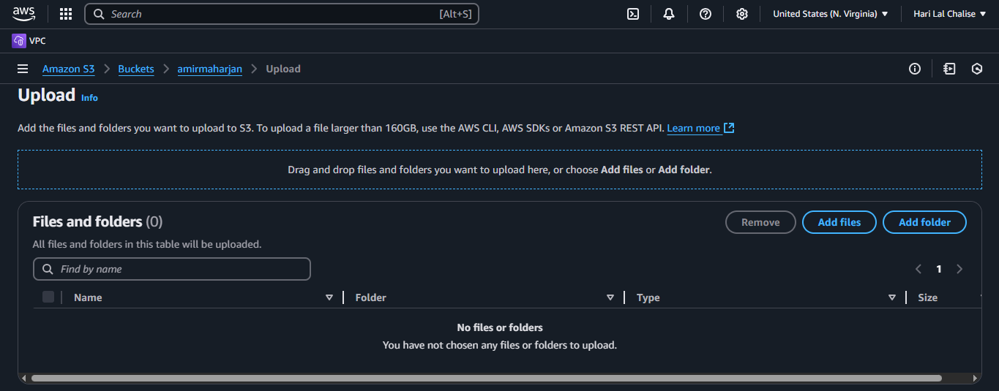 aws
Search [Alt+S]
United States (N. Virginia)
Hari Lal Chalise
VPC
Amazon S3 Buckets amirmaharjan Upload
Upload Info
Add the files and folders you want to upload to S3. To upload a file larger than 160GB, use the AWS CLI, AWS SDKs or Amazon S3 REST API. Learn more
Drag and drop files and folders you want to upload here, or choose Add files or Add folder.
Files and folders (0)
Remove Add files Add folder
All files and folders in this table will be uploaded.
Find by name
1
Name Folder Type Size
No files or folders
You have not chosen any files or folders to upload.